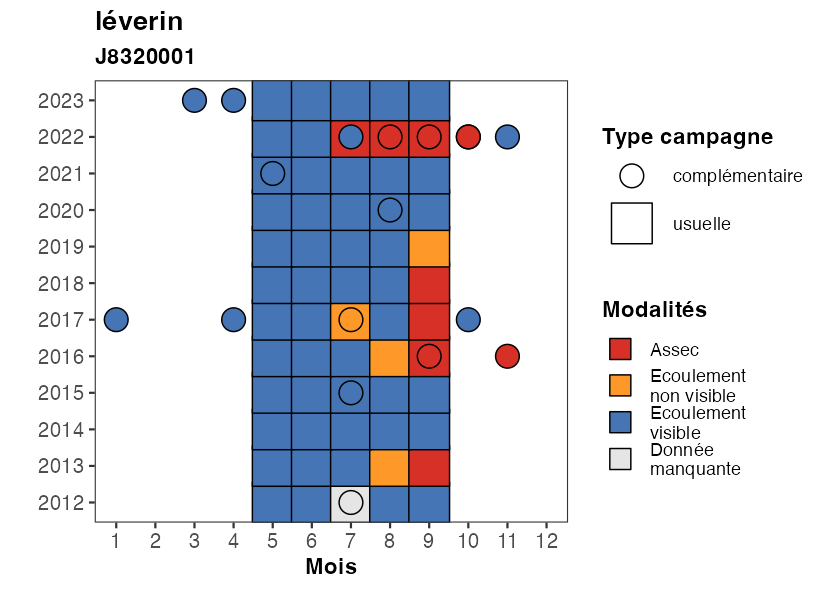 léverin
J8320001
2023
2022
2021
2020
2019
2018
2017
2016
2015
2014
2013
2012
1 2 3 4 5 6 7 8 9 10 11 12
Mois
Type campagne
complémentaire
usuelle
Modalités
Assec
Ecoulement
non visible
Ecoulement
visible
Donnée
manquante